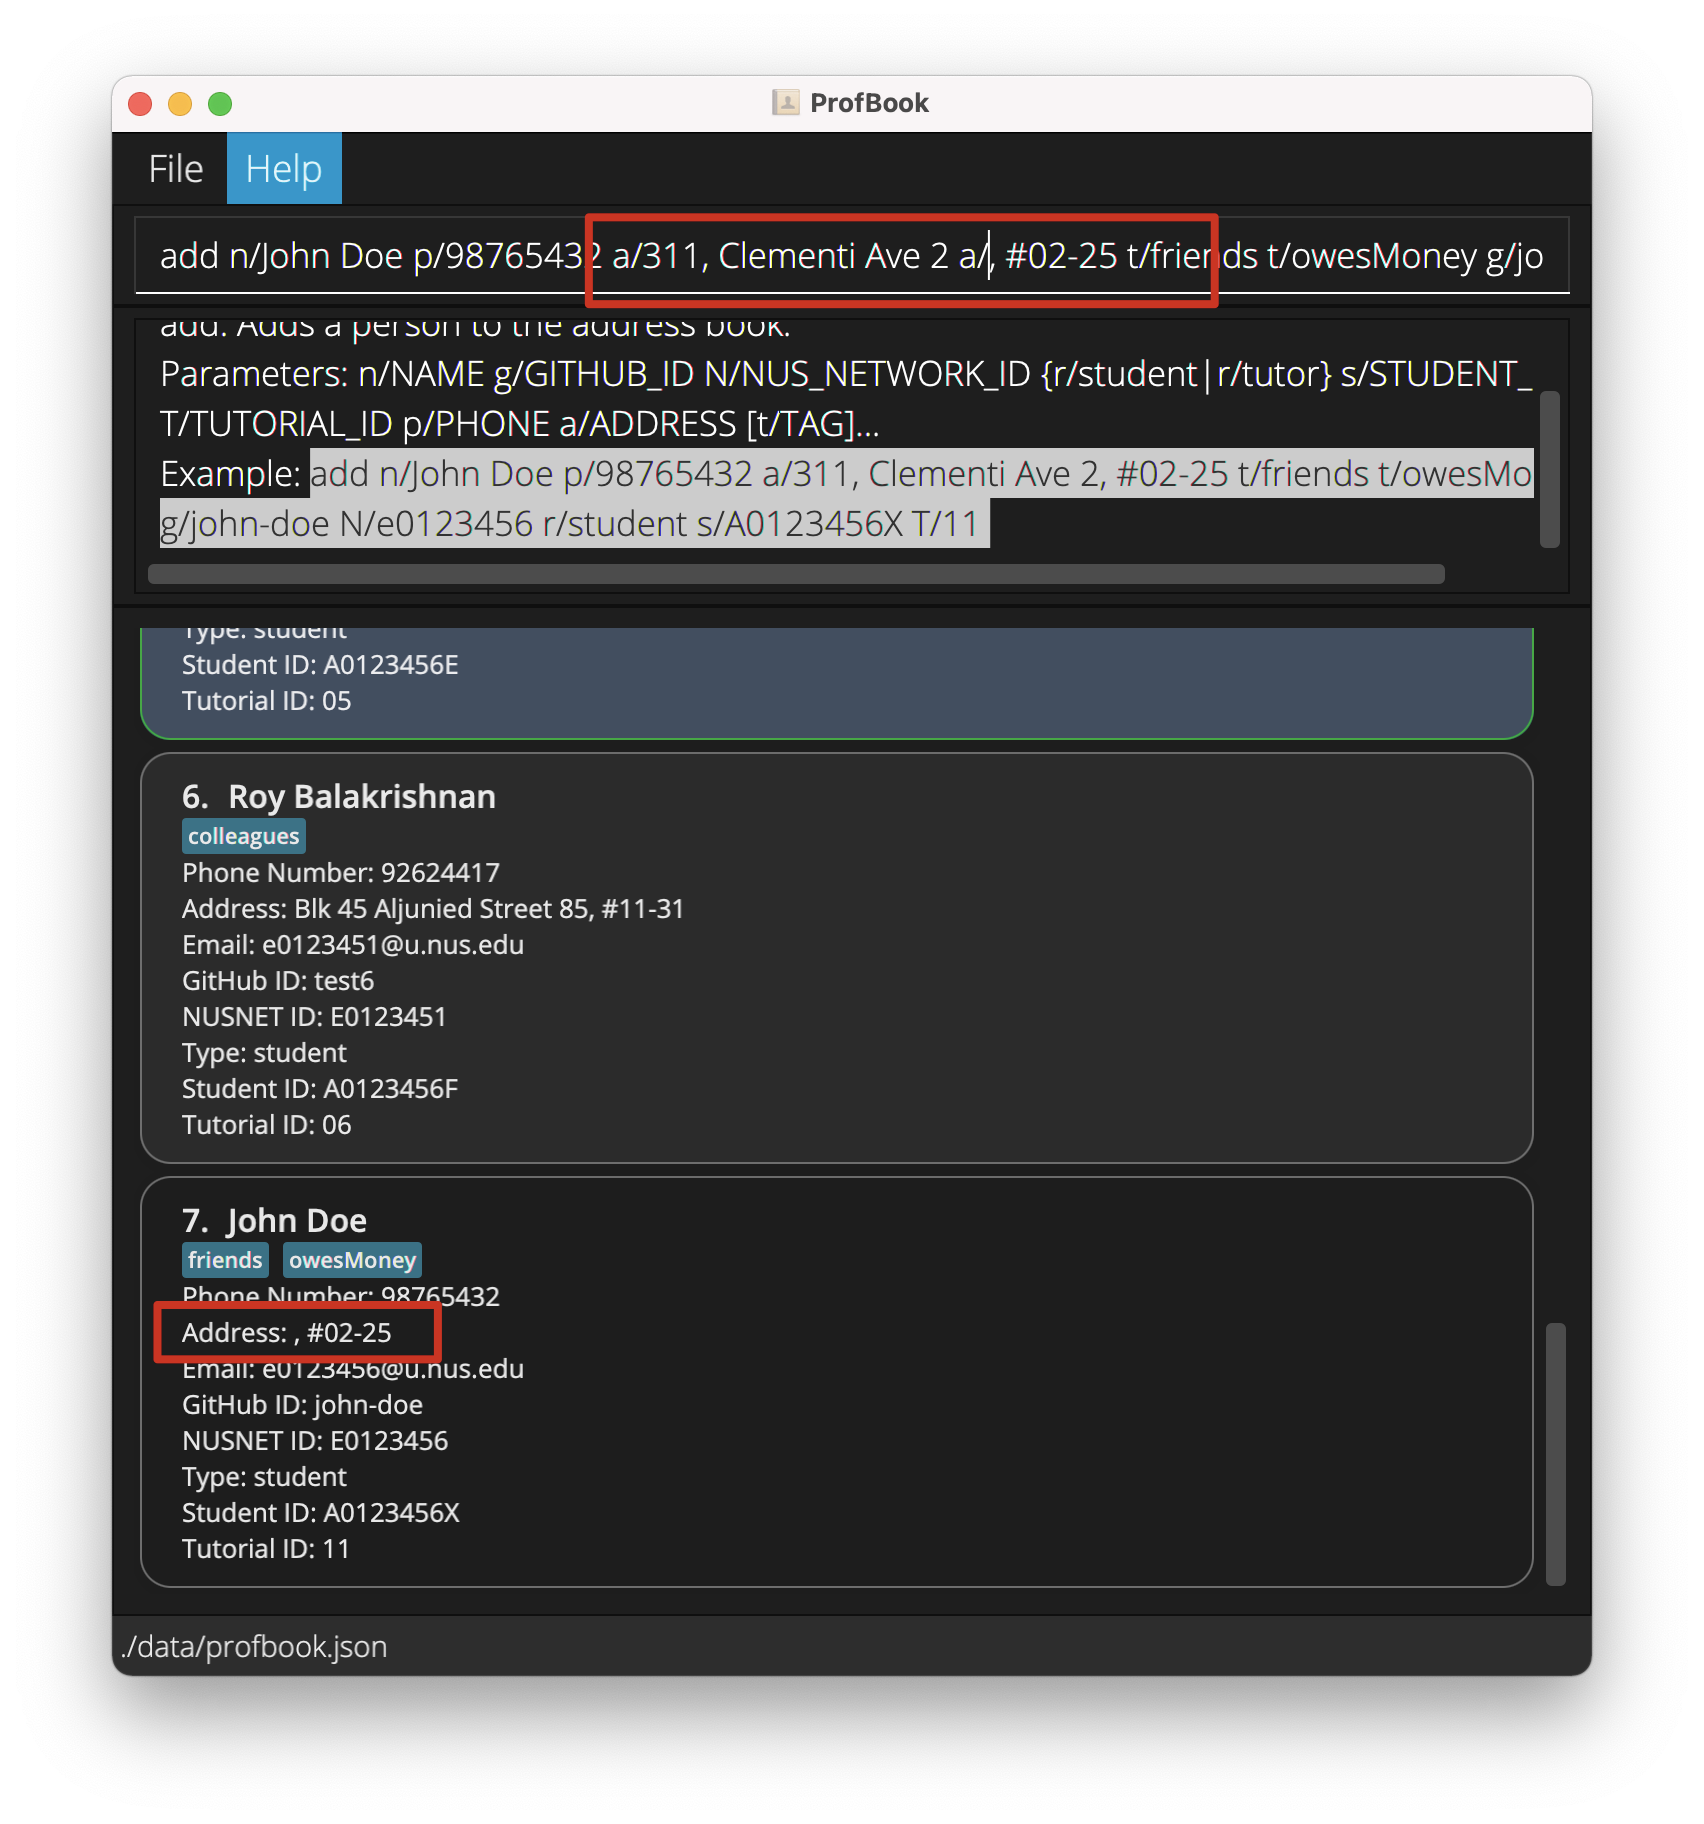 ProfBook
File Help
add n/John Doe p/98765432 a/311, Clementi Ave 2 a/, #02-25 t/friends t/owesMoney g/jo
add: Adds a person to the address book.
Parameters: n/NAME g/GITHUB_ID N/NUS_NETWORK_ID {r/student|r/tutor} s/STUDENT_
T/TUTORIAL_ID p/PHONE a/ADDRESS [t/TAG]...
Example: add n/John Doe p/98765432 a/311, Clementi Ave 2, #02-25 t/friends t/owesMo
g/john-doe N/e0123456 r/student s/A0123456X T/11
Type: student
Student ID: A0123456E
Tutorial ID: 05
6. Roy Balakrishnan
colleagues
Phone Number: 92624417
Address: Blk 45 Aljunied Street 85, #11-31
Email: e0123451@u.nus.edu
GitHub ID: test6
NUSNET ID: E0123451
Type: student
Student ID: A0123456F
Tutorial ID: 06
7. John Doe
friends owesMoney
Phone Number: 98765432
Address: , #02-25
Email: e0123456@u.nus.edu
GitHub ID: john-doe
NUSNET ID: E0123456
Type: student
Student ID: A0123456X
Tutorial ID: 11
./data/profbook.json